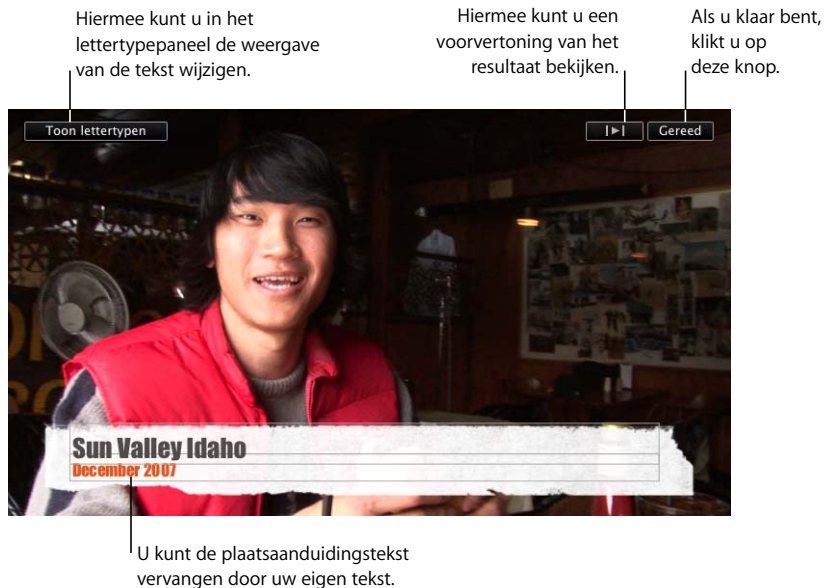 Hiermee kunt u in het
lettertypepaneel de weergave
van de tekst wijzigen.
Hiermee kunt u een
voorvertoning van het
resultaat bekijken.
Als u klaar bent,
klikt u op
deze knop.
Toon lettertypen
Gereed
Sun Valley Idaho
December 2007
U kunt de plaatsaanduidingstekst
vervangen door uw eigen tekst.